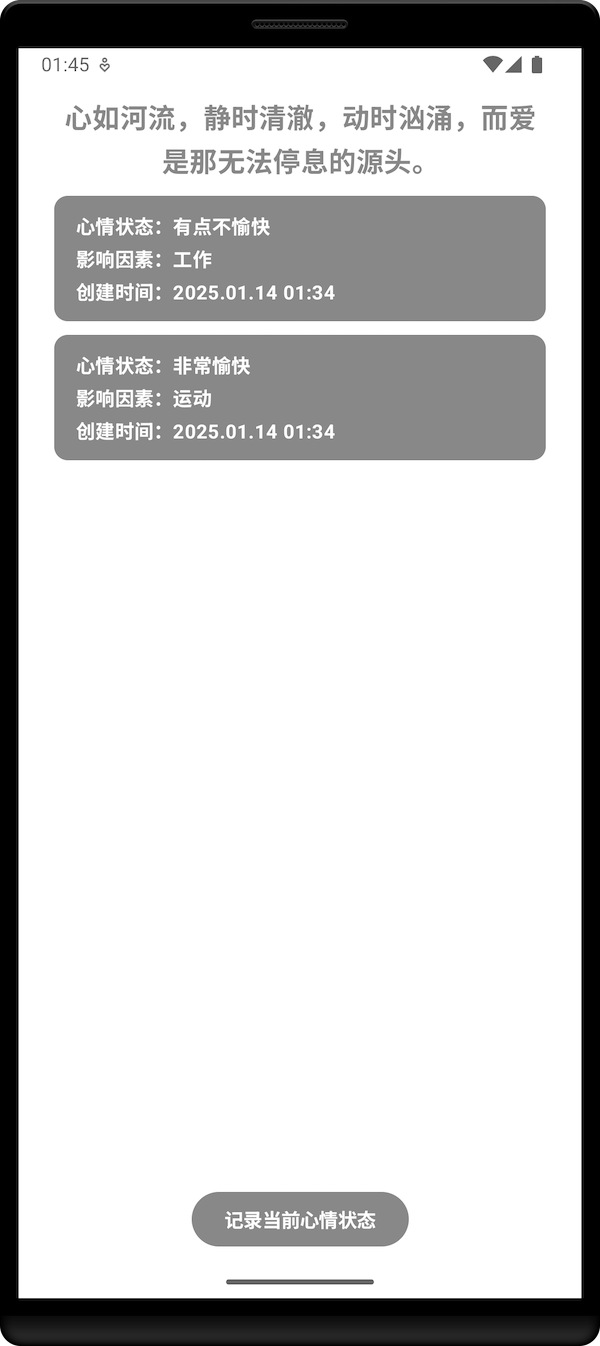 01:45
心如河流，静时清澈，动时汹涌，而爱
是那无法停息的源头。
心情状态：有点不愉快
影响因素：工作
创建时间：2025.01.14 01:34
心情状态：非常愉快
影响因素：运动
创建时间：2025.01.14 01:34
记录当前心情状态